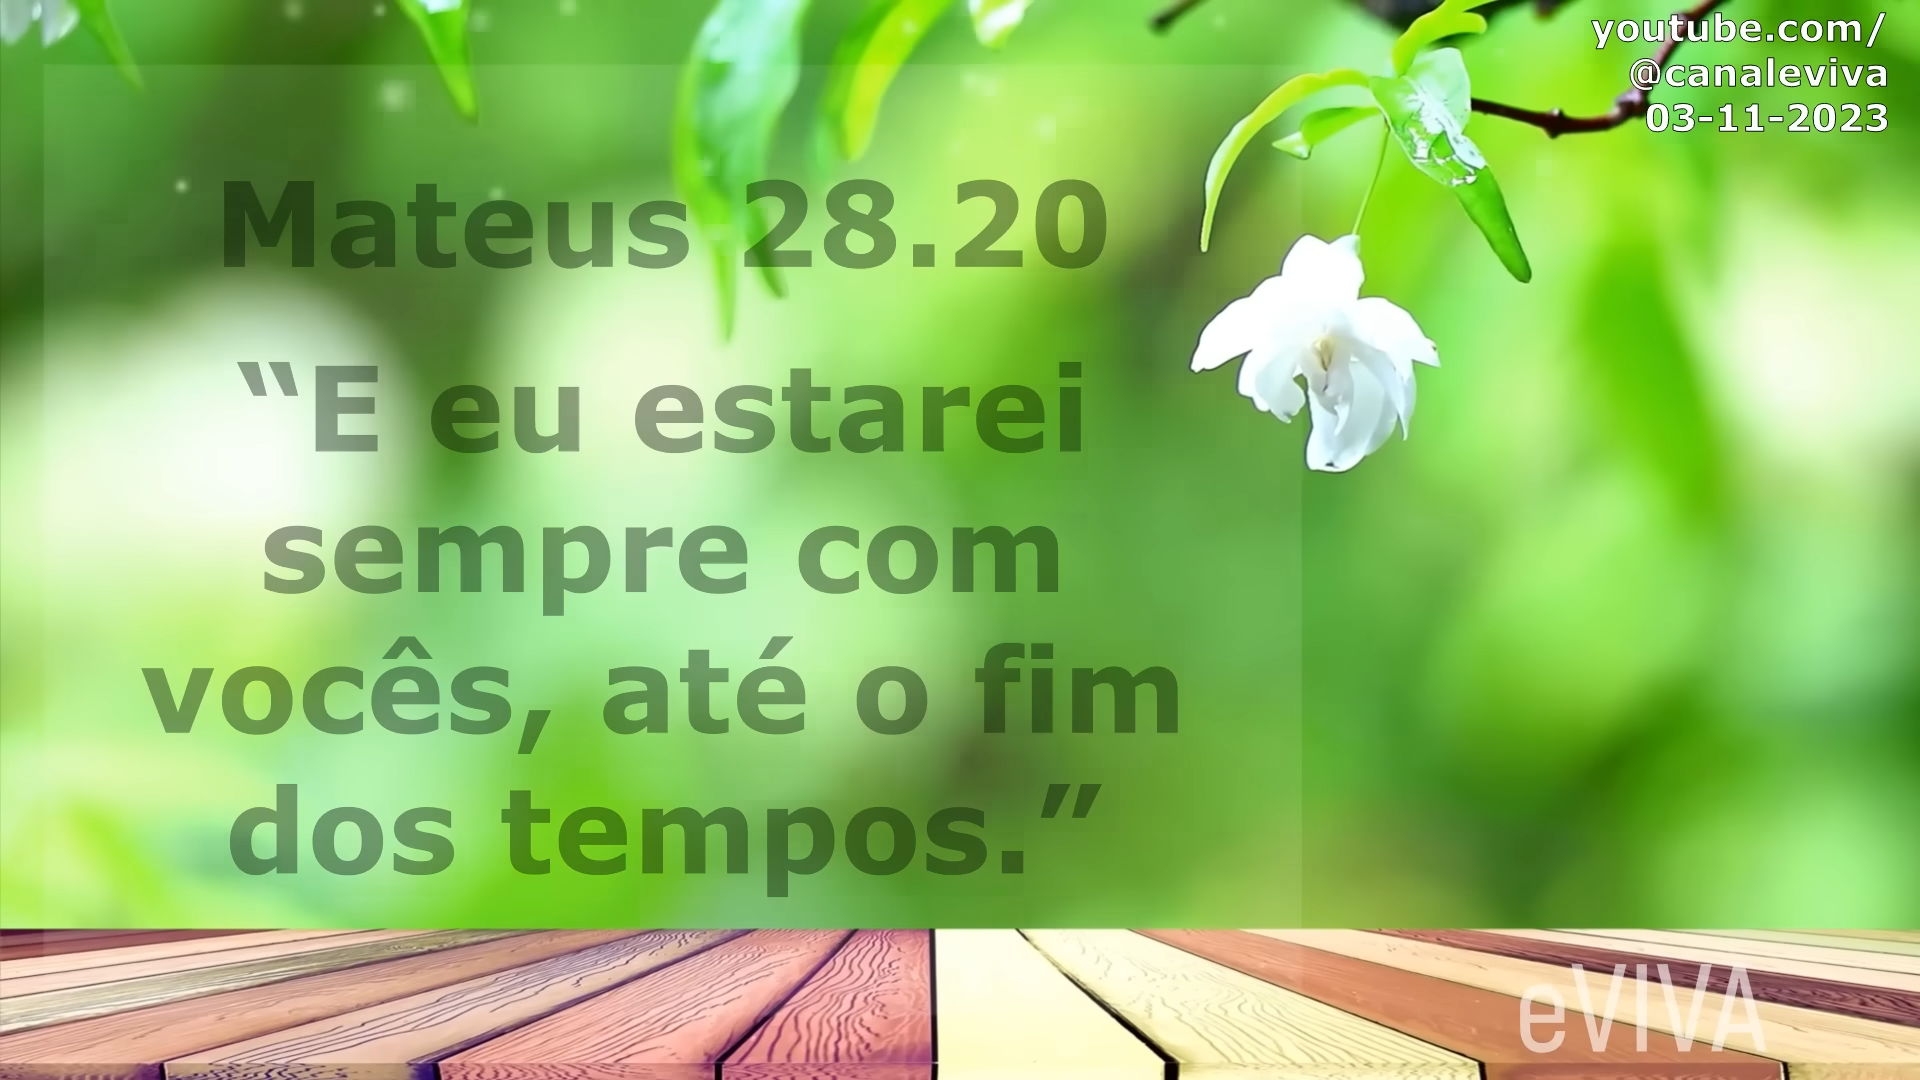 youtube.com/
@canaleviva
03-11-2023
Mateus 28.20
“E eu estarei
sempre com
vocês, até o fim
dos tempos.”
eVIVA